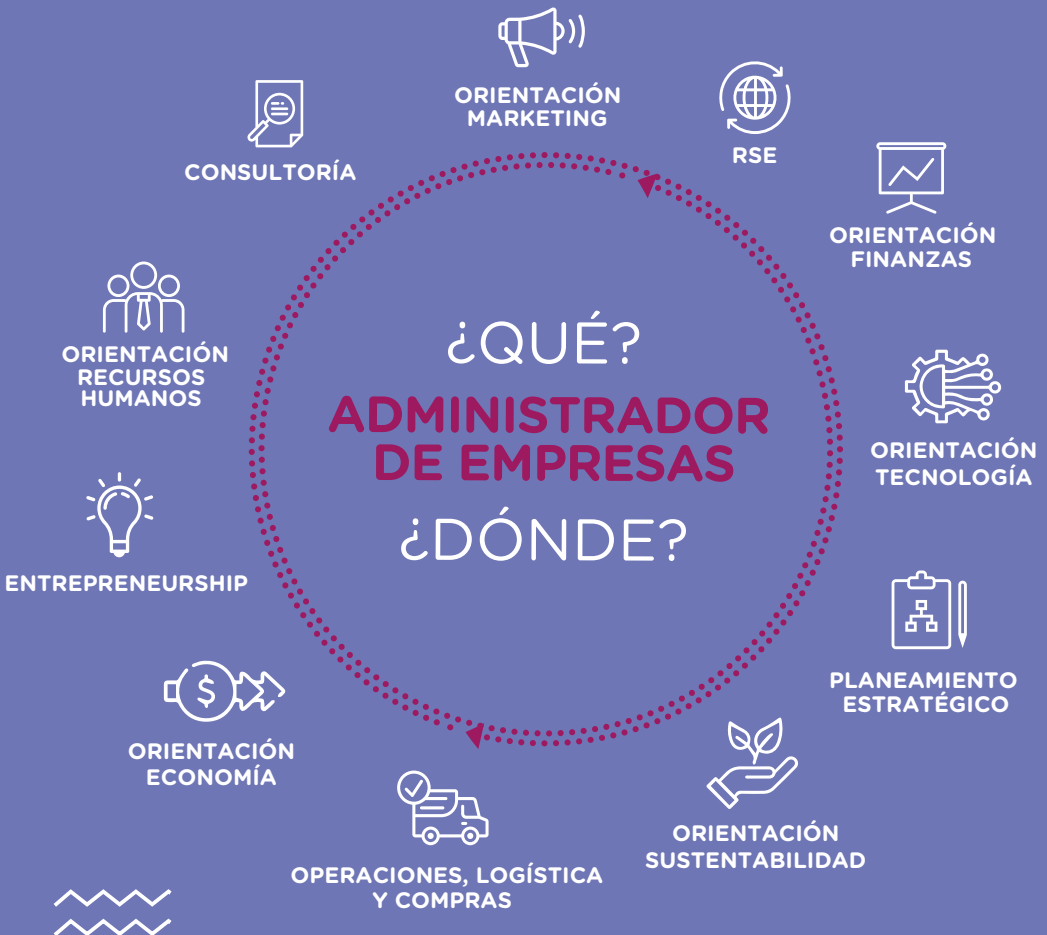 ORIENTACIÓN
MARKETING
RSE
CONSULTORÍA
ORIENTACIÓN
FINANZAS
¿QUÉ?
ADMINISTRADOR
DE EMPRESAS
¿DÓNDE?
ORIENTACIÓN
RECURSOS
HUMANOS
ORIENTACIÓN
TECNOLOGÍA
ENTREPRENEURSHIP
PLANEAMIENTO
ESTRATÉGICO
ORIENTACIÓN
ECONOMÍA
$
ORIENTACIÓN
SUSTENTABILIDAD
OPERACIONES, LOGÍSTICA
Y COMPRAS